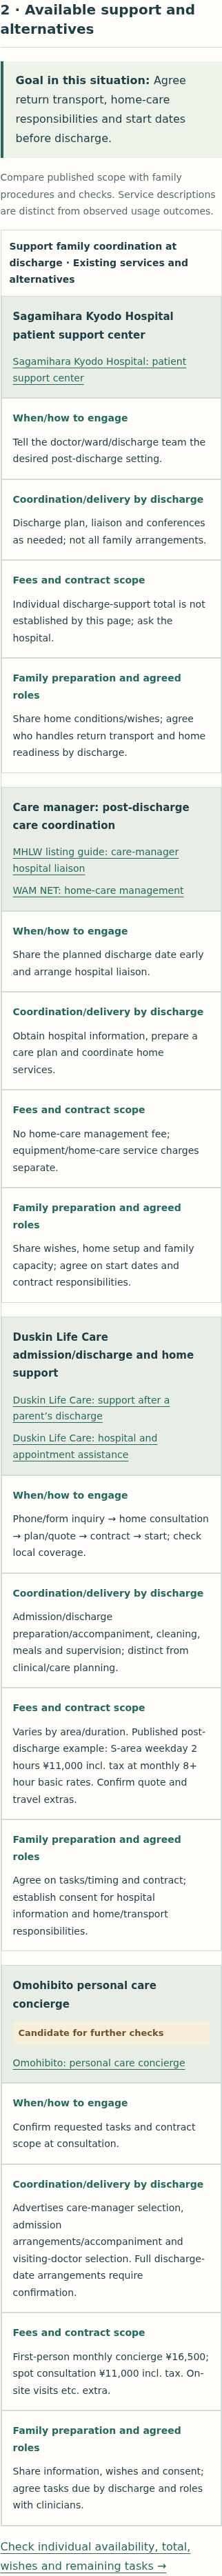 2 · Available support and
alternatives
Goal in this situation: Agree
return transport, home-care
responsibilities and start dates
before discharge.
Compare published scope with family
procedures and checks. Service descriptions
are distinct from observed usage outcomes.
Support family coordination at
discharge · Existing services and
alternatives
Sagamihara Kyodo Hospital
patient support center
Sagamihara Kyodo Hospital: patient
support center
When/how to engage
Tell the doctor/ward/discharge team the
desired post-discharge setting.
Coordination/delivery by discharge
Discharge plan, liaison and conferences
as needed; not all family arrangements.
Fees and contract scope
Individual discharge-support total is not
established by this page; ask the
hospital.
Family preparation and agreed
roles
Share home conditions/wishes; agree
who handles return transport and home
readiness by discharge.
Care manager: post-discharge
care coordination
MHLW listing guide: care-manager
hospital liaison
WAM NET: home-care management
When/how to engage
Share the planned discharge date early
and arrange hospital liaison.
Coordination/delivery by discharge
Obtain hospital information, prepare a
care plan and coordinate home
services.
Fees and contract scope
No home-care management fee;
equipment/home-care service charges
separate.
Family preparation and agreed
roles
Share wishes, home setup and family
capacity; agree on start dates and
contract responsibilities.
Duskin Life Care
admission/discharge and home
support
Duskin Life Care: support after a
parent’s discharge
Duskin Life Care: hospital and
appointment assistance
When/how to engage
Phone/form inquiry → home consultation
→ plan/quote → contract → start; check
local coverage.
Coordination/delivery by discharge
Admission/discharge
preparation/accompaniment, cleaning,
meals and supervision; distinct from
clinical/care planning.
Fees and contract scope
Varies by area/duration. Published post-
discharge example: S-area weekday 2
hours ¥11,000 incl. tax at monthly 8+
hour basic rates. Confirm quote and
travel extras.
Family preparation and agreed
roles
Agree on tasks/timing and contract;
establish consent for hospital
information and home/transport
responsibilities.
Omohibito personal care
concierge
Candidate for further checks
Omohibito: personal care concierge
When/how to engage
Confirm requested tasks and contract
scope at consultation.
Coordination/delivery by discharge
Advertises care-manager selection,
admission
arrangements/accompaniment and
visiting-doctor selection. Full discharge-
date arrangements require
confirmation.
Fees and contract scope
First-person monthly concierge ¥16,500;
spot consultation ¥11,000 incl. tax. On-
site visits etc. extra.
Family preparation and agreed
roles
Share information, wishes and consent;
agree tasks due by discharge and roles
with clinicians.
Check individual availability, total,
wishes and remaining tasks →